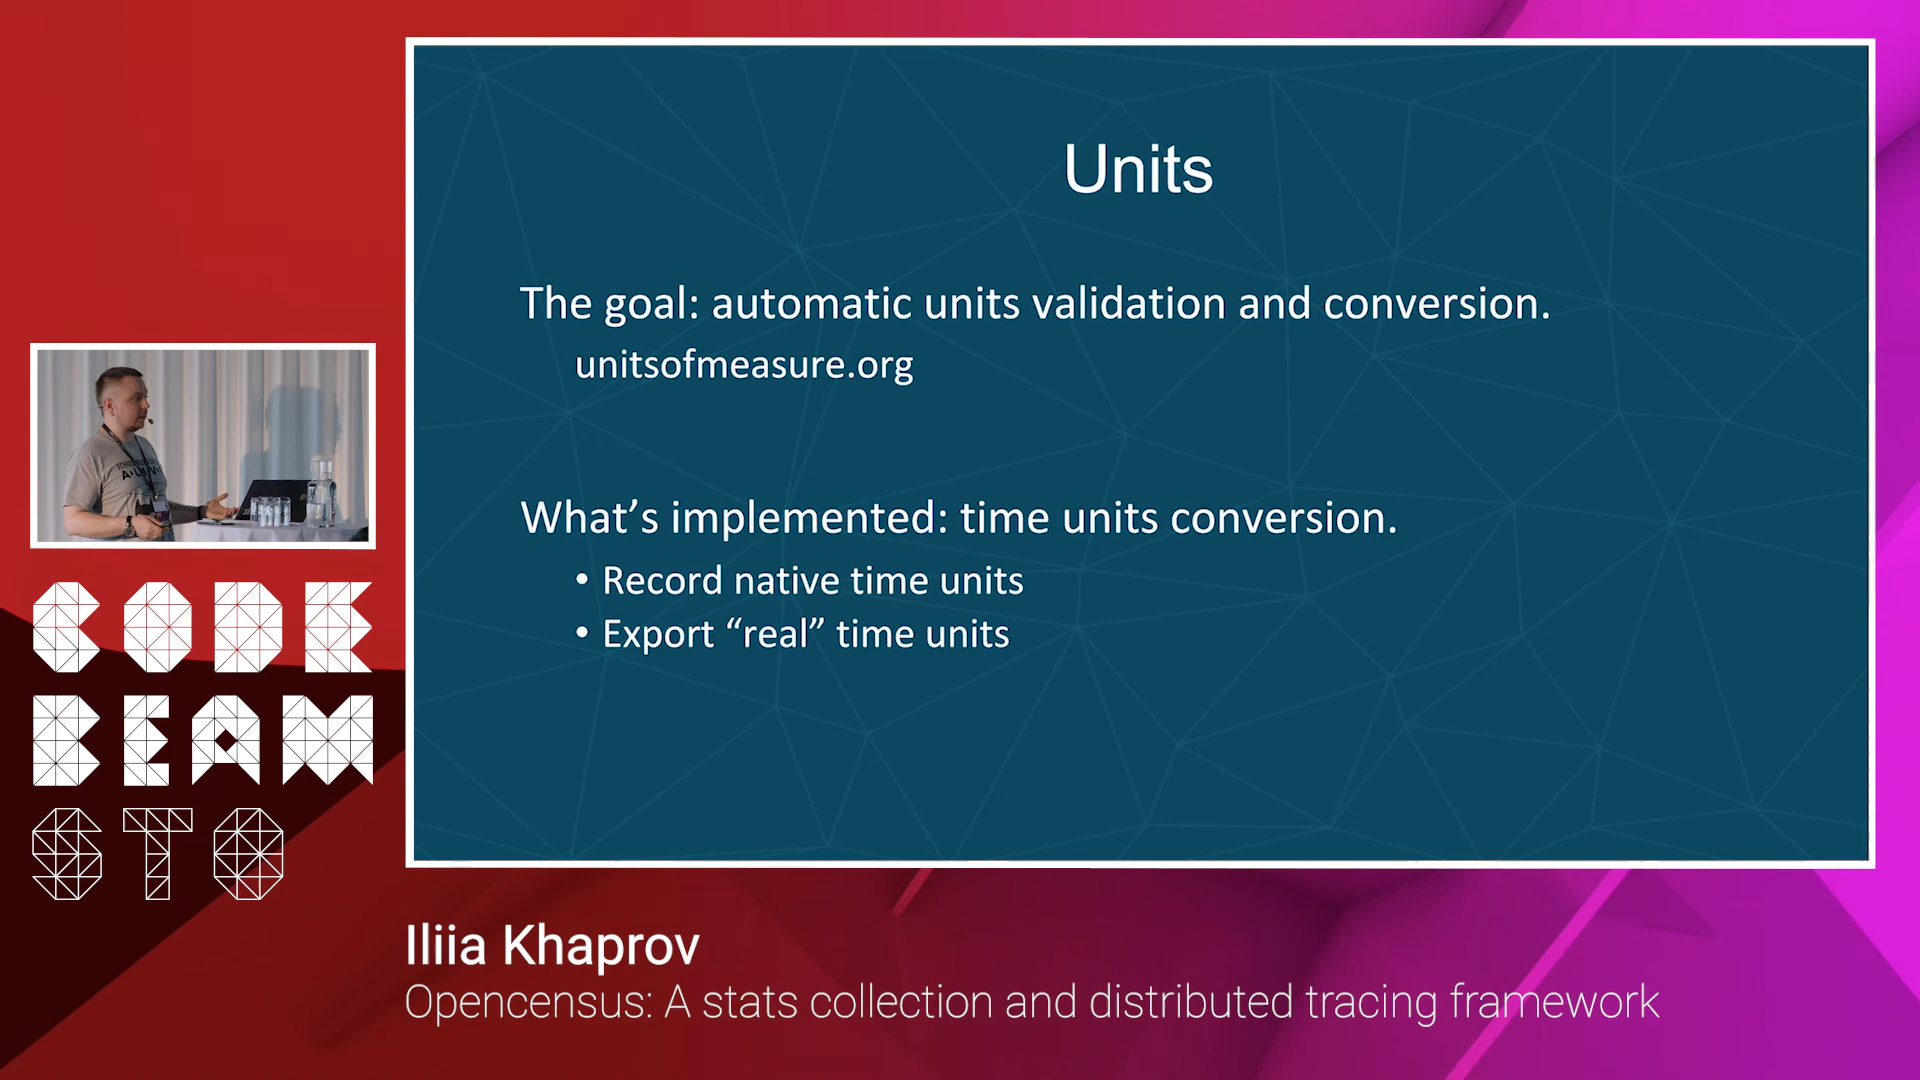 Units
The goal: automatic units validation and conversion.
unitsofmeasure.org
What’s implemented: time units conversion.
• Record native time units
• Export “real” time units
CODE
BEAM
STO
Iliia Khaprov
Opencensus: A stats collection and distributed tracing framework